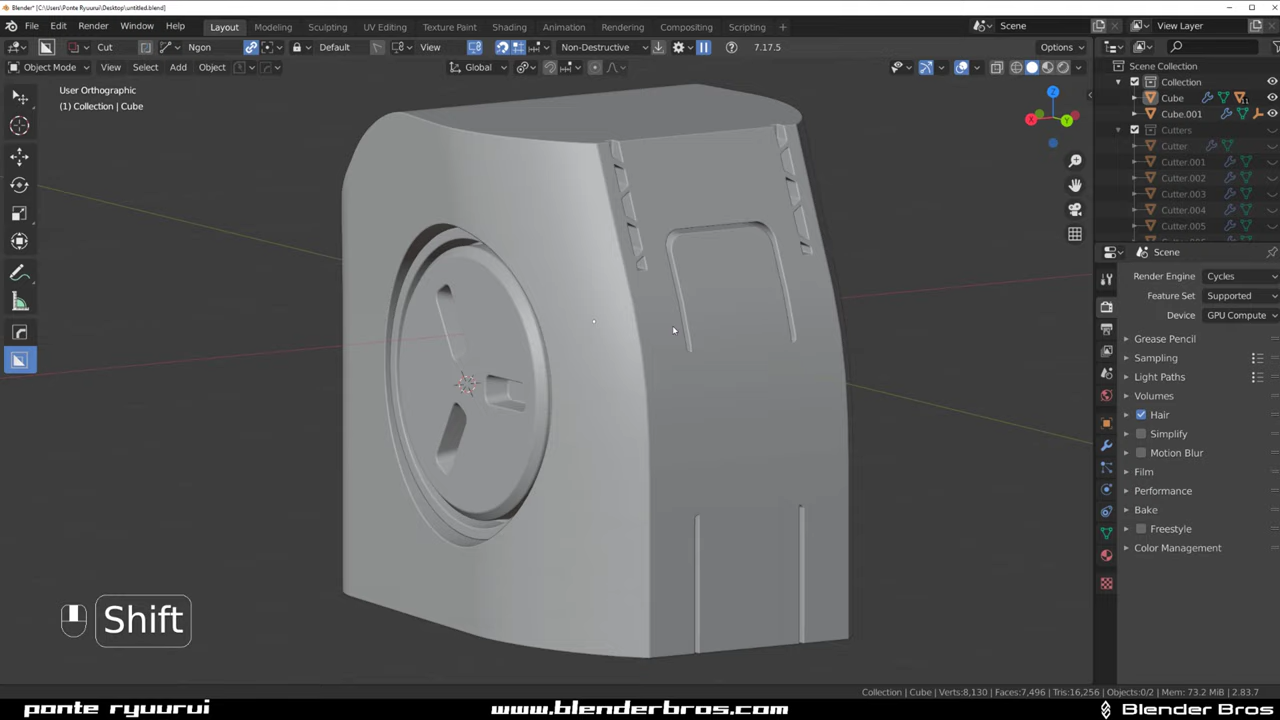 Blender* [C:\Users\Ponte Ryuurui\Desktop\untitled.blend]
File Edit Render Window Help Layout Modeling Sculpting UV Editing Texture Paint Shading Animation Rendering Compositing Scripting + Scene View Layer
Cut Ngon Default View Non-Destructive 7.17.5 Options
Object Mode View Select Add Object Global
User Orthographic
(1) Collection | Cube
Scene Collection
Collection
Cube
Cube.001
Cutters
Cutter
Cutter.001
Cutter.002
Cutter.003
Cutter.004
Cutter.005
Scene
Render Engine Cycles
Feature Set Supported
Device GPU Compute
Grease Pencil
Sampling
Light Paths
Volumes
Hair
Simplify
Motion Blur
Film
Performance
Bake
Freestyle
Color Management
X Y Z
Shift
Collection | Cube | Verts:8,130 | Faces:7,496 | Tris:16,256 | Objects:0/2 | Mem: 73.2 MiB | 2.83.7
ponte ryuurui www.blenderbros.com Blender Bros